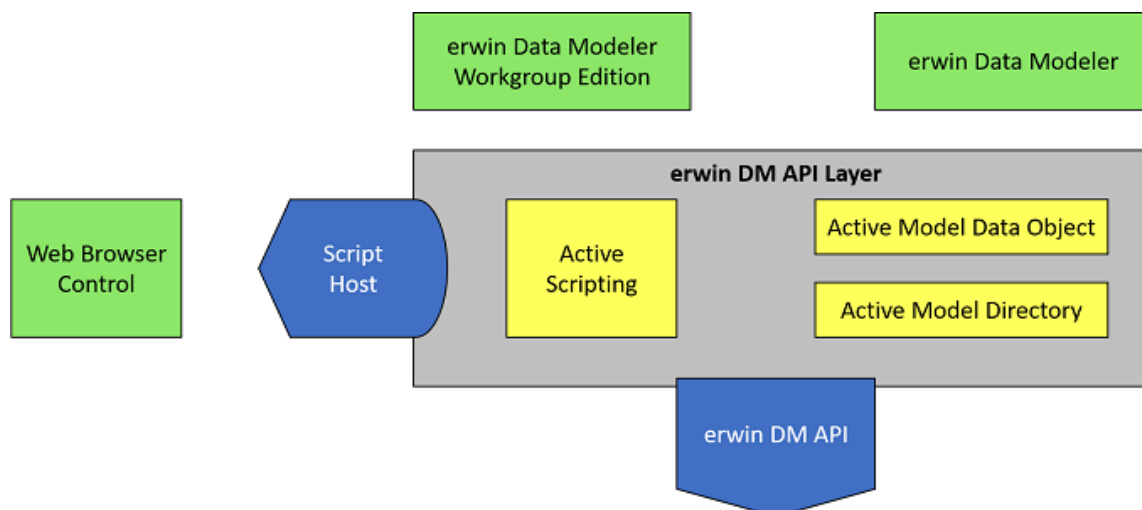 erwin Data Modeler
Workgroup Edition
erwin Data Modeler
erwin DM API Layer
Web Browser
Control
Script
Host
Active
Scripting
Active Model Data Object
Active Model Directory
erwin DM API